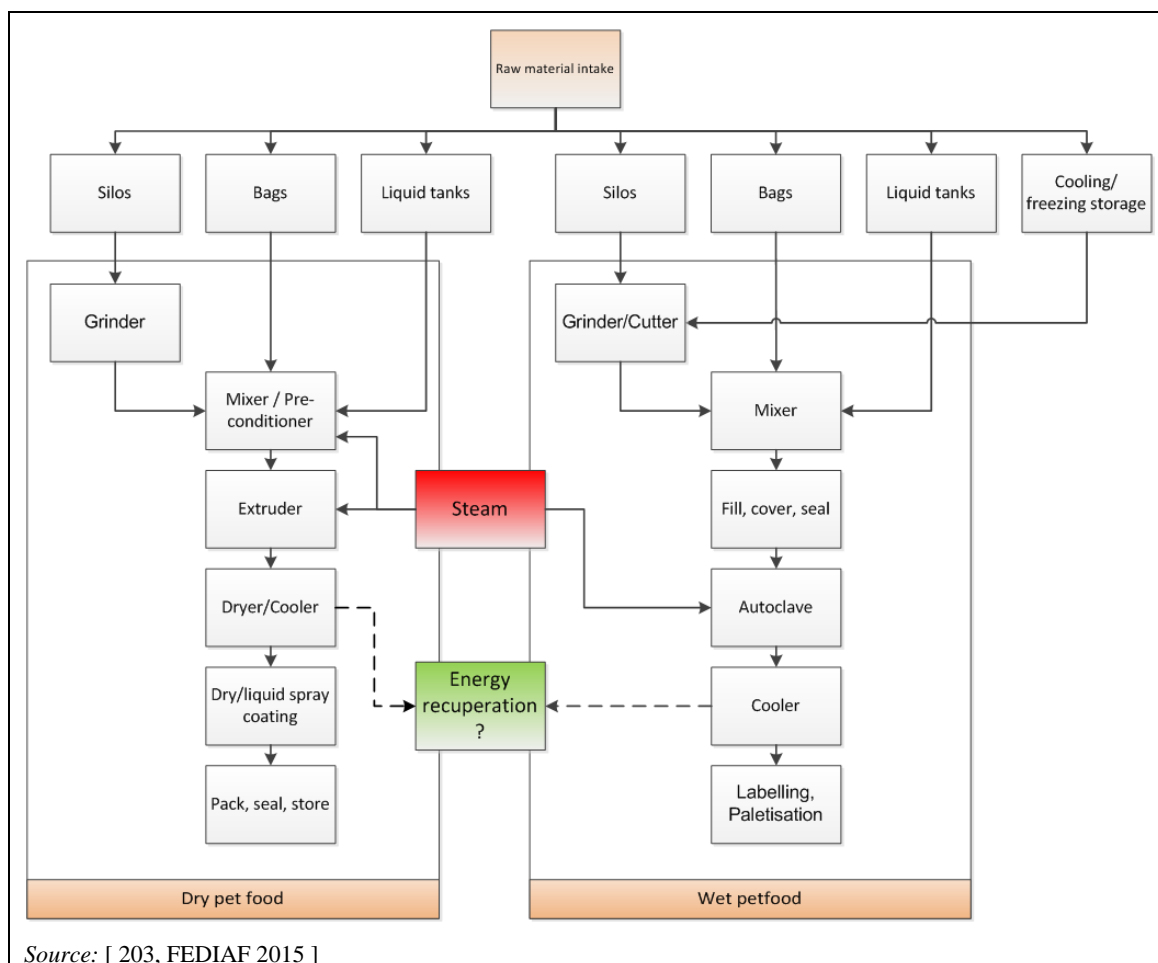 Raw material intake
Silos
Bags
Liquid tanks
Silos
Bags
Liquid tanks
Cooling/
freezing storage
Grinder
Grinder/Cutter
Mixer / Pre-
conditioner
Mixer
Extruder
Steam
Fill, cover, seal
Dryer/Cooler
Autoclave
Dry/liquid spray
coating
Energy
recuperation
?
Cooler
Pack, seal, store
Labelling,
Paletisation
Dry pet food
Wet petfood
Source: [ 203, FEDIAF 2015 ]